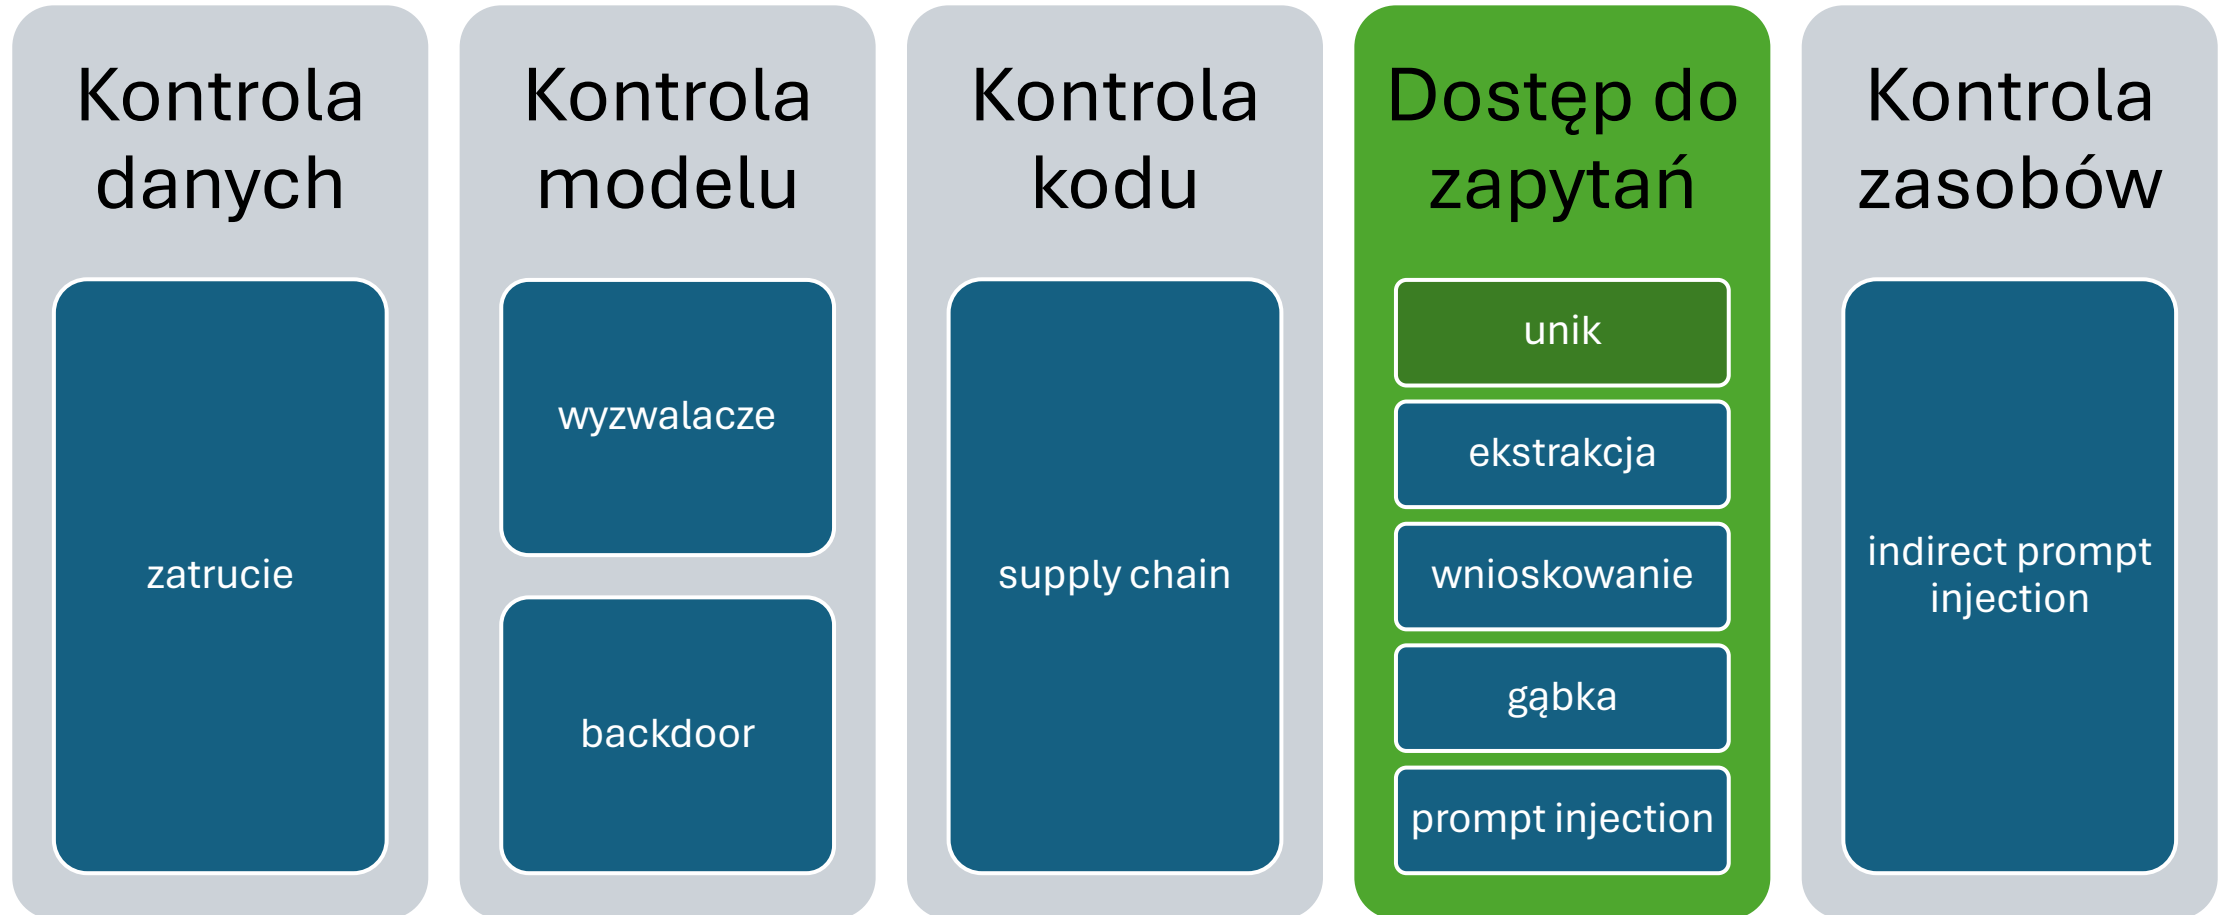 Kontrola
danych
zatrucie
Kontrola
modelu
wyzwalacze
backdoor
Kontrola
kodu
supply chain
Dostęp do
zapytań
unik
ekstrakcja
wnioskowanie
gąbka
prompt injection
Kontrola
zasobów
indirect prompt
injection